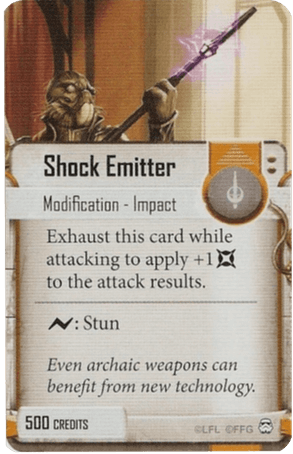 Shock Emitter
Modification - Impact
Exhaust this card while
attacking to apply +1
to the attack results.
: Stun
Even archaic weapons can
benefit from new technology.
500 CREDITS
©LFL ©FFG